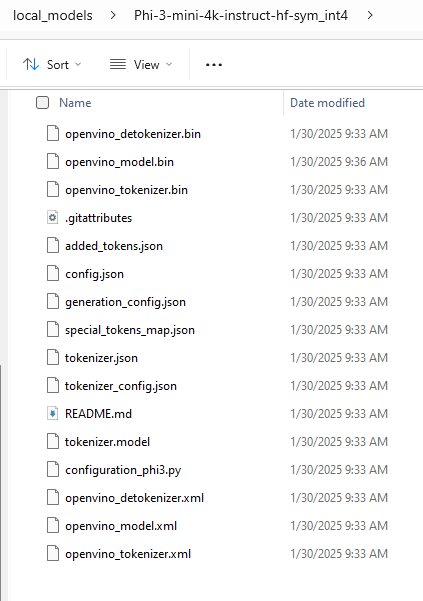 local_models > Phi-3-mini-4k-instruct-hf-sym_int4 >
Sort View ...
Name Date modified
openvino_detokenizer.bin 1/30/2025 9:33 AM
openvino_model.bin 1/30/2025 9:36 AM
openvino_tokenizer.bin 1/30/2025 9:33 AM
.gitattributes 1/30/2025 9:33 AM
added_tokens.json 1/30/2025 9:33 AM
config.json 1/30/2025 9:33 AM
generation_config.json 1/30/2025 9:33 AM
special_tokens_map.json 1/30/2025 9:33 AM
tokenizer.json 1/30/2025 9:33 AM
tokenizer_config.json 1/30/2025 9:33 AM
README.md 1/30/2025 9:33 AM
tokenizer.model 1/30/2025 9:33 AM
configuration_phi3.py 1/30/2025 9:33 AM
openvino_detokenizer.xml 1/30/2025 9:33 AM
openvino_model.xml 1/30/2025 9:33 AM
openvino_tokenizer.xml 1/30/2025 9:33 AM